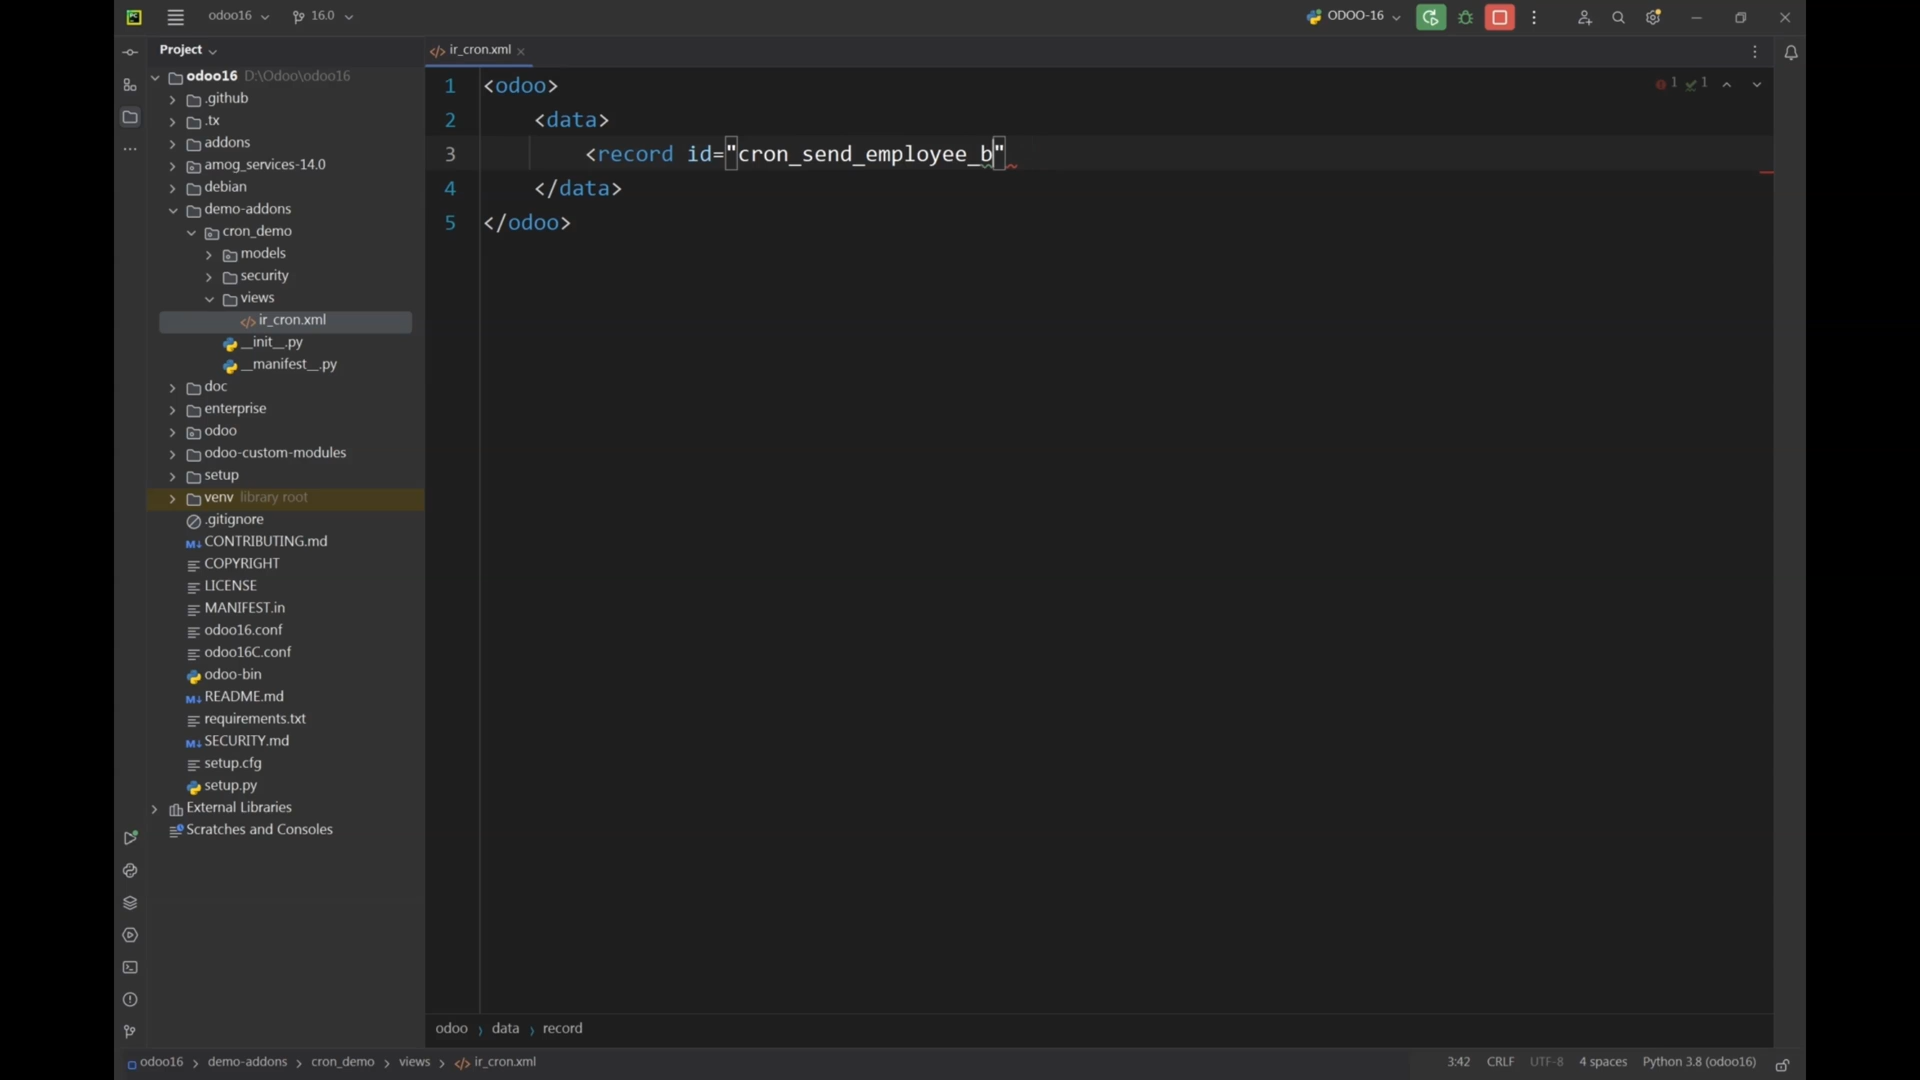 odoo16
16.0
ODOO-16
Project
ir_cron.xml
odoo16 D:\Odoo\odoo16
.github
.tx
addons
amog_services-14.0
debian
demo-addons
cron_demo
models
security
views
ir_cron.xml
__init__.py
__manifest__.py
doc
enterprise
odoo
odoo-custom-modules
setup
venv library root
.gitignore
CONTRIBUTING.md
COPYRIGHT
LICENSE
MANIFEST.in
odoo16.conf
odoo16C.conf
odoo-bin
README.md
requirements.txt
SECURITY.md
setup.cfg
setup.py
External Libraries
Scratches and Consoles
1 <odoo>
2 <data>
3 <record id="cron_send_employee_b"
4 </data>
5 </odoo>
1 1
odoo > data > record
odoo16 > demo-addons > cron_demo > views > ir_cron.xml
3:42 CRLF UTF-8 4 spaces Python 3.8 (odoo16)